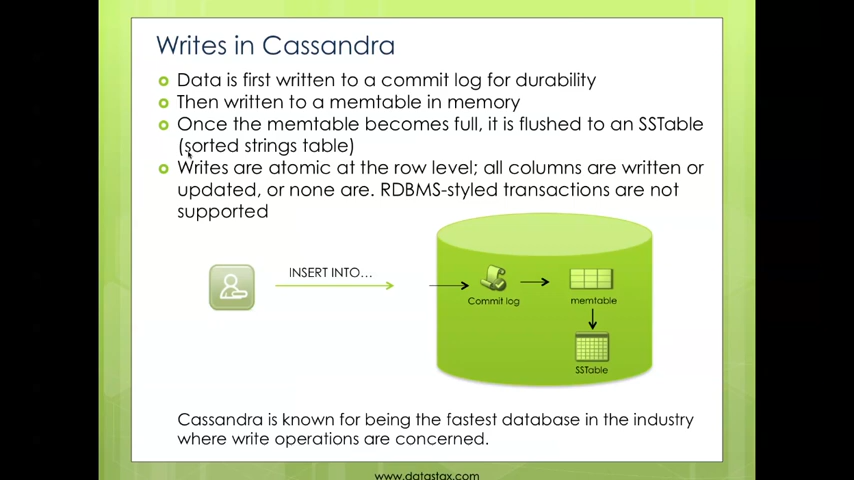 Writes in Cassandra
Data is first written to a commit log for durability
Then written to a memtable in memory
Once the memtable becomes full, it is flushed to an SSTable
(sorted strings table)
Writes are atomic at the row level; all columns are written or
updated, or none are. RDBMS-styled transactions are not
supported
INSERT INTO...
Commit log
memtable
SSTable
Cassandra is known for being the fastest database in the industry
where write operations are concerned.
www.datastax.com